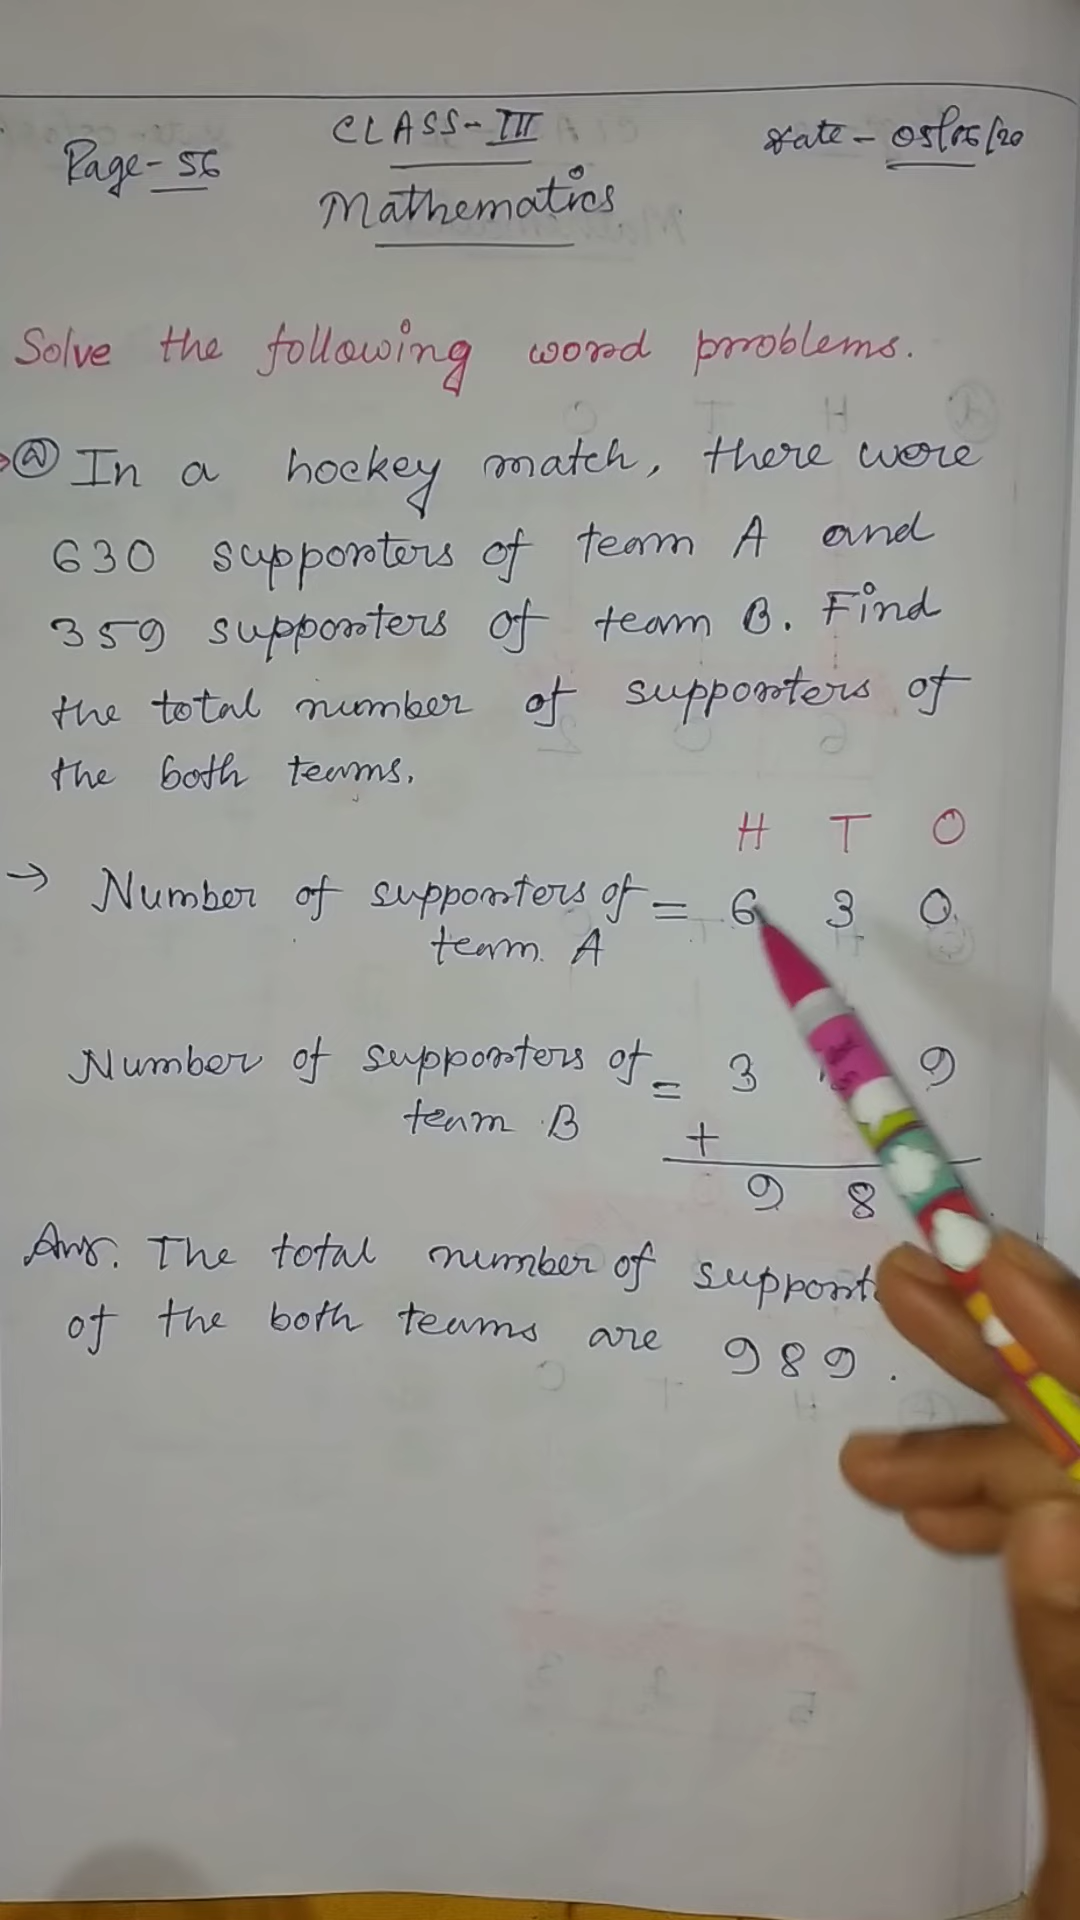 CLASS-III
Page-56
Date - 05/06/20
Mathematics
Solve the following word problems.
a In a hockey match, there were
630 supporters of team A and
359 supporters of team B. Find
the total number of supporters of
the both teams.
H T O
→ Number of supporters of = 6 3 0
team A
Number of supporters of = 3 9
team B +
9 8
Ans. The total number of
of the both teams are 989.